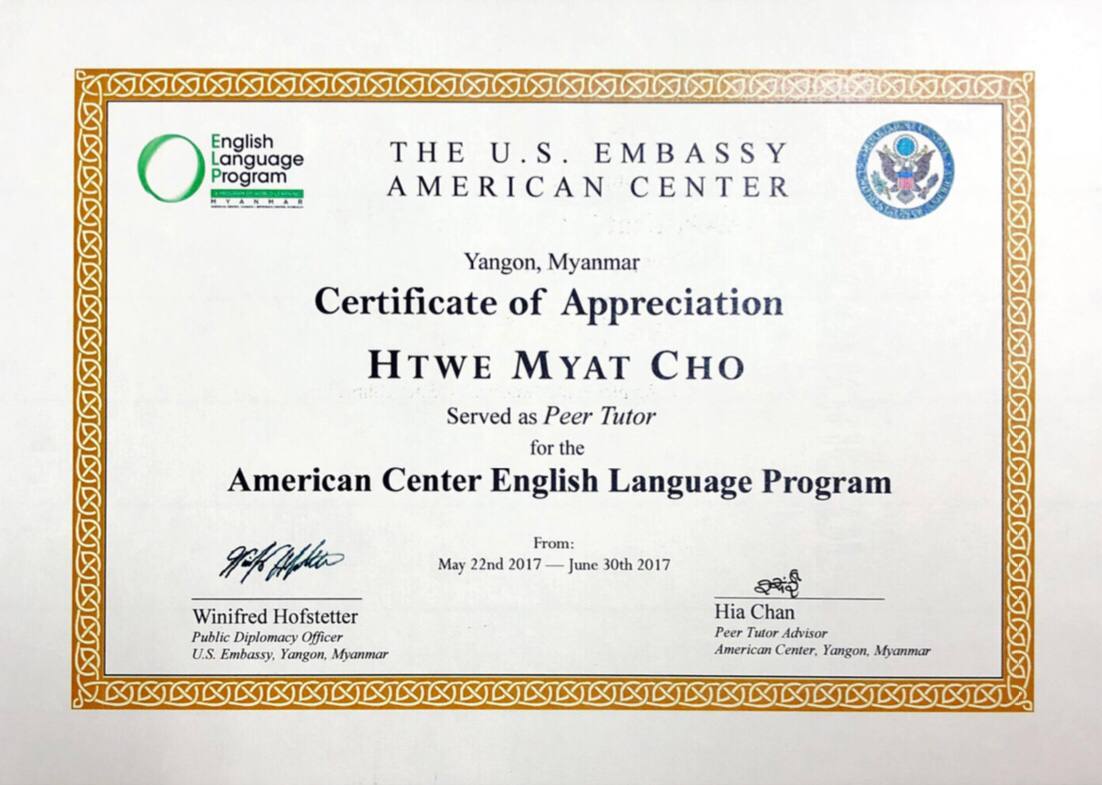 English
Language
Program
A PROGRAM OF WORLD LEARNING
MYANMAR
THE U.S. EMBASSY
AMERICAN CENTER
Yangon, Myanmar
Certificate of Appreciation
HTWE MYAT CHO
Served as Peer Tutor
for the
American Center English Language Program
From:
May 22nd 2017 — June 30th 2017
Winifred Hofstetter
Public Diplomacy Officer
U.S. Embassy, Yangon, Myanmar
Hia Chan
Peer Tutor Advisor
American Center, Yangon, Myanmar